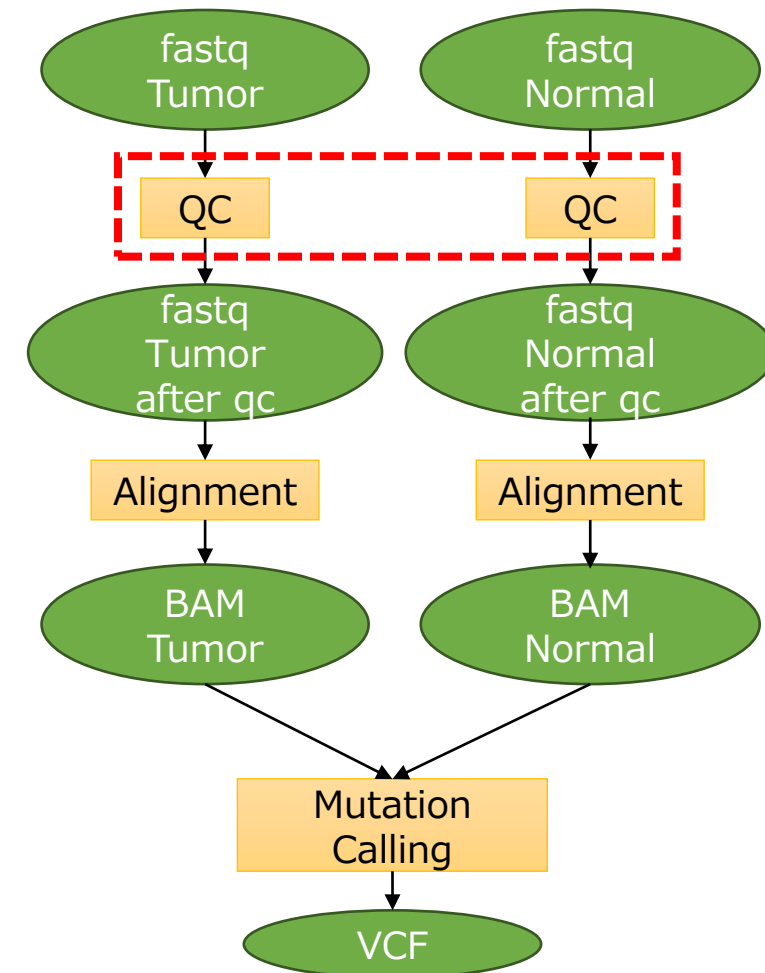 fastq
Tumor
fastq
Normal
QC
QC
fastq
Tumor
after qc
fastq
Normal
after qc
Alignment
Alignment
BAM
Tumor
BAM
Normal
Mutation
Calling
VCF